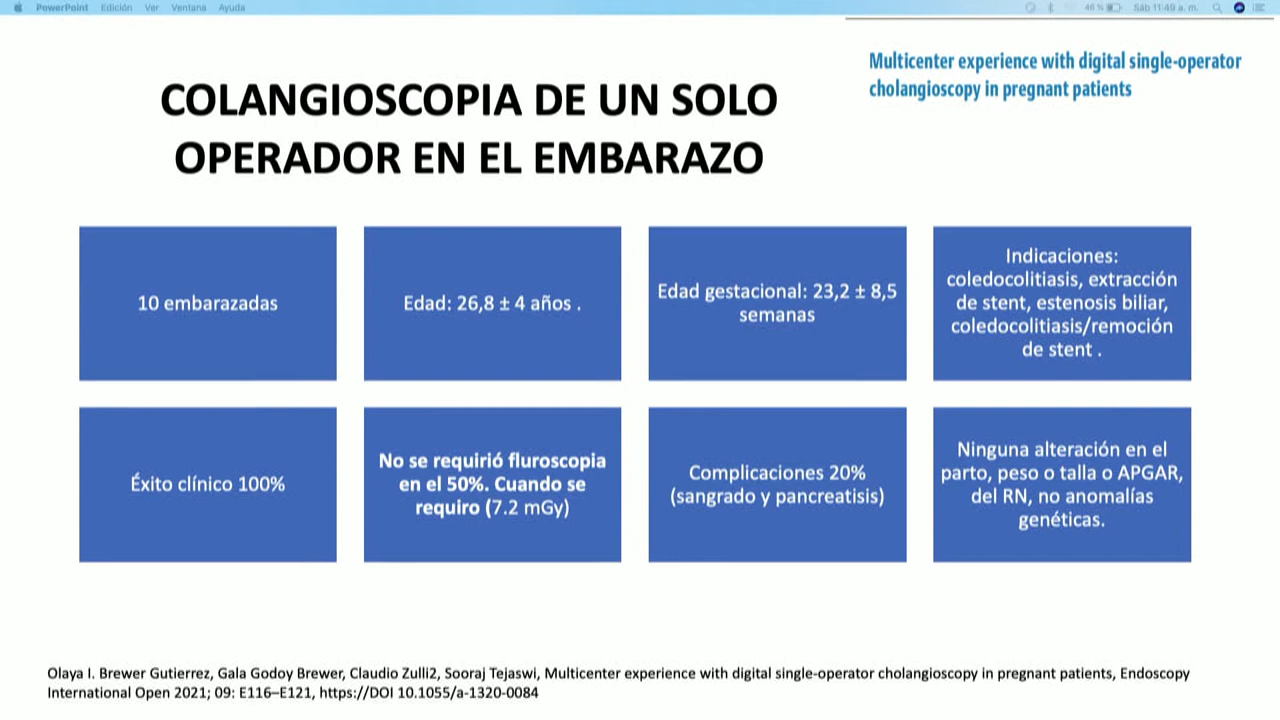 PowerPoint Edición Ver Ventana Ayuda
46 % Sáb 11:49 a. m.
Multicenter experience with digital single-operator
cholangioscopy in pregnant patients
COLANGIOSCOPIA DE UN SOLO
OPERADOR EN EL EMBARAZO
10 embarazadas
Edad: 26,8 ± 4 años .
Edad gestacional: 23,2 ± 8,5
semanas
Indicaciones:
coledocolitiasis, extracción
de stent, estenosis biliar,
coledocolitiasis/remoción
de stent .
Éxito clínico 100%
No se requirió fluroscopia
en el 50%. Cuando se
requiro (7.2 mGy)
Complicaciones 20%
(sangrado y pancreatisis)
Ninguna alteración en el
parto, peso o talla o APGAR,
del RN, no anomalías
genéticas.
Olaya I. Brewer Gutierrez, Gala Godoy Brewer, Claudio Zulli2, Sooraj Tejaswi, Multicenter experience with digital single-operator cholangioscopy in pregnant patients, Endoscopy
International Open 2021; 09: E116–E121, https://DOI 10.1055/a-1320-0084